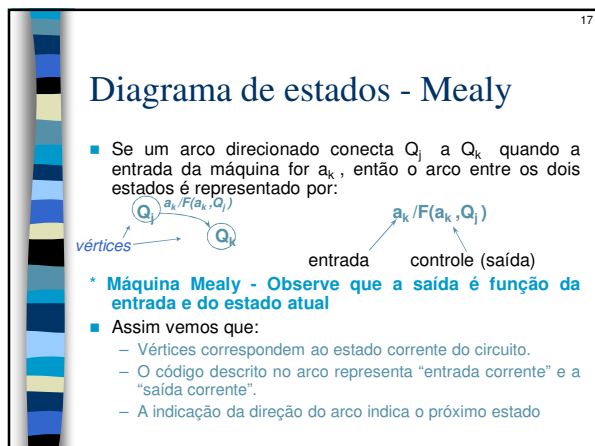 17
Diagrama de estados - Mealy
Se um arco direcionado conecta Qj a Qk quando a
entrada da máquina for ak , então o arco entre os dois
estados é representado por:
Qj
ak/F(ak,Qj)
Qk
vértices
ak/F(ak,Qj)
entrada
controle (saída)
* Máquina Mealy - Observe que a saída é função da
entrada e do estado atual
Assim vemos que:
– Vértices correspondem ao estado corrente do circuito.
– O código descrito no arco representa “entrada corrente” e a
“saída corrente”.
– A indicação da direção do arco indica o próximo estado